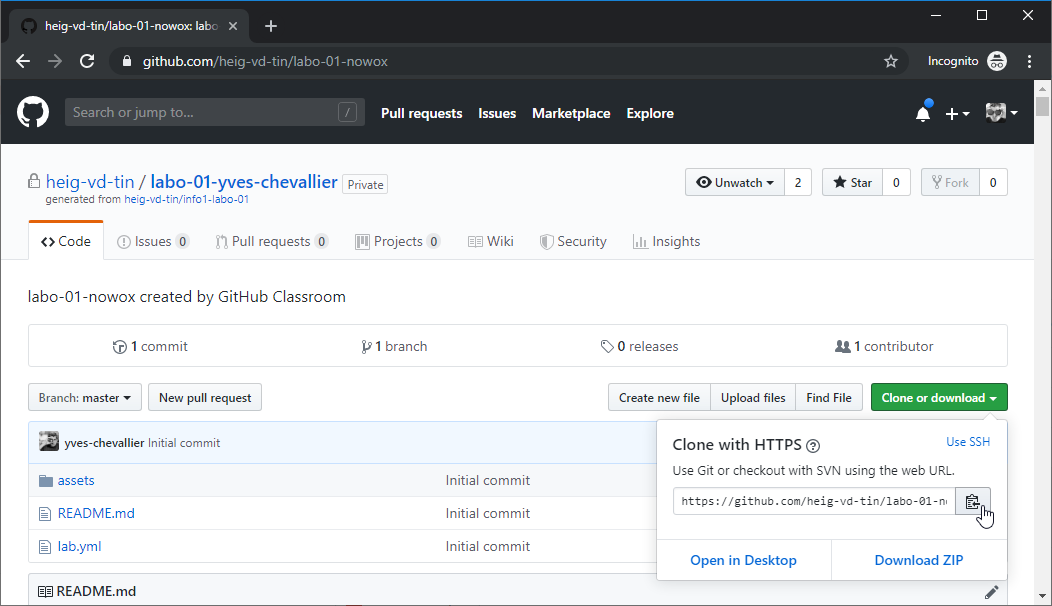 heig-vd-tin/labo-01-nowox: labo
github.com/heig-vd-tin/labo-01-nowox
Incognito
Search or jump to...
/
Pull requests Issues Marketplace Explore
heig-vd-tin / labo-01-yves-chevallier Private
generated from heig-vd-tin/info1-labo-01
Unwatch 2 Star 0 Fork 0
Code Issues 0 Pull requests 0 Projects 0 Wiki Security Insights
labo-01-nowox created by GitHub Classroom
1 commit 1 branch 0 releases 1 contributor
Branch: master New pull request Create new file Upload files Find File Clone or download
yves-chevallier Initial commit
Clone with HTTPS ? Use SSH
Use Git or checkout with SVN using the web URL.
https://github.com/heig-vd-tin/labo-01-n
Open in Desktop Download ZIP
assets Initial commit
README.md Initial commit
lab.yml Initial commit
README.md